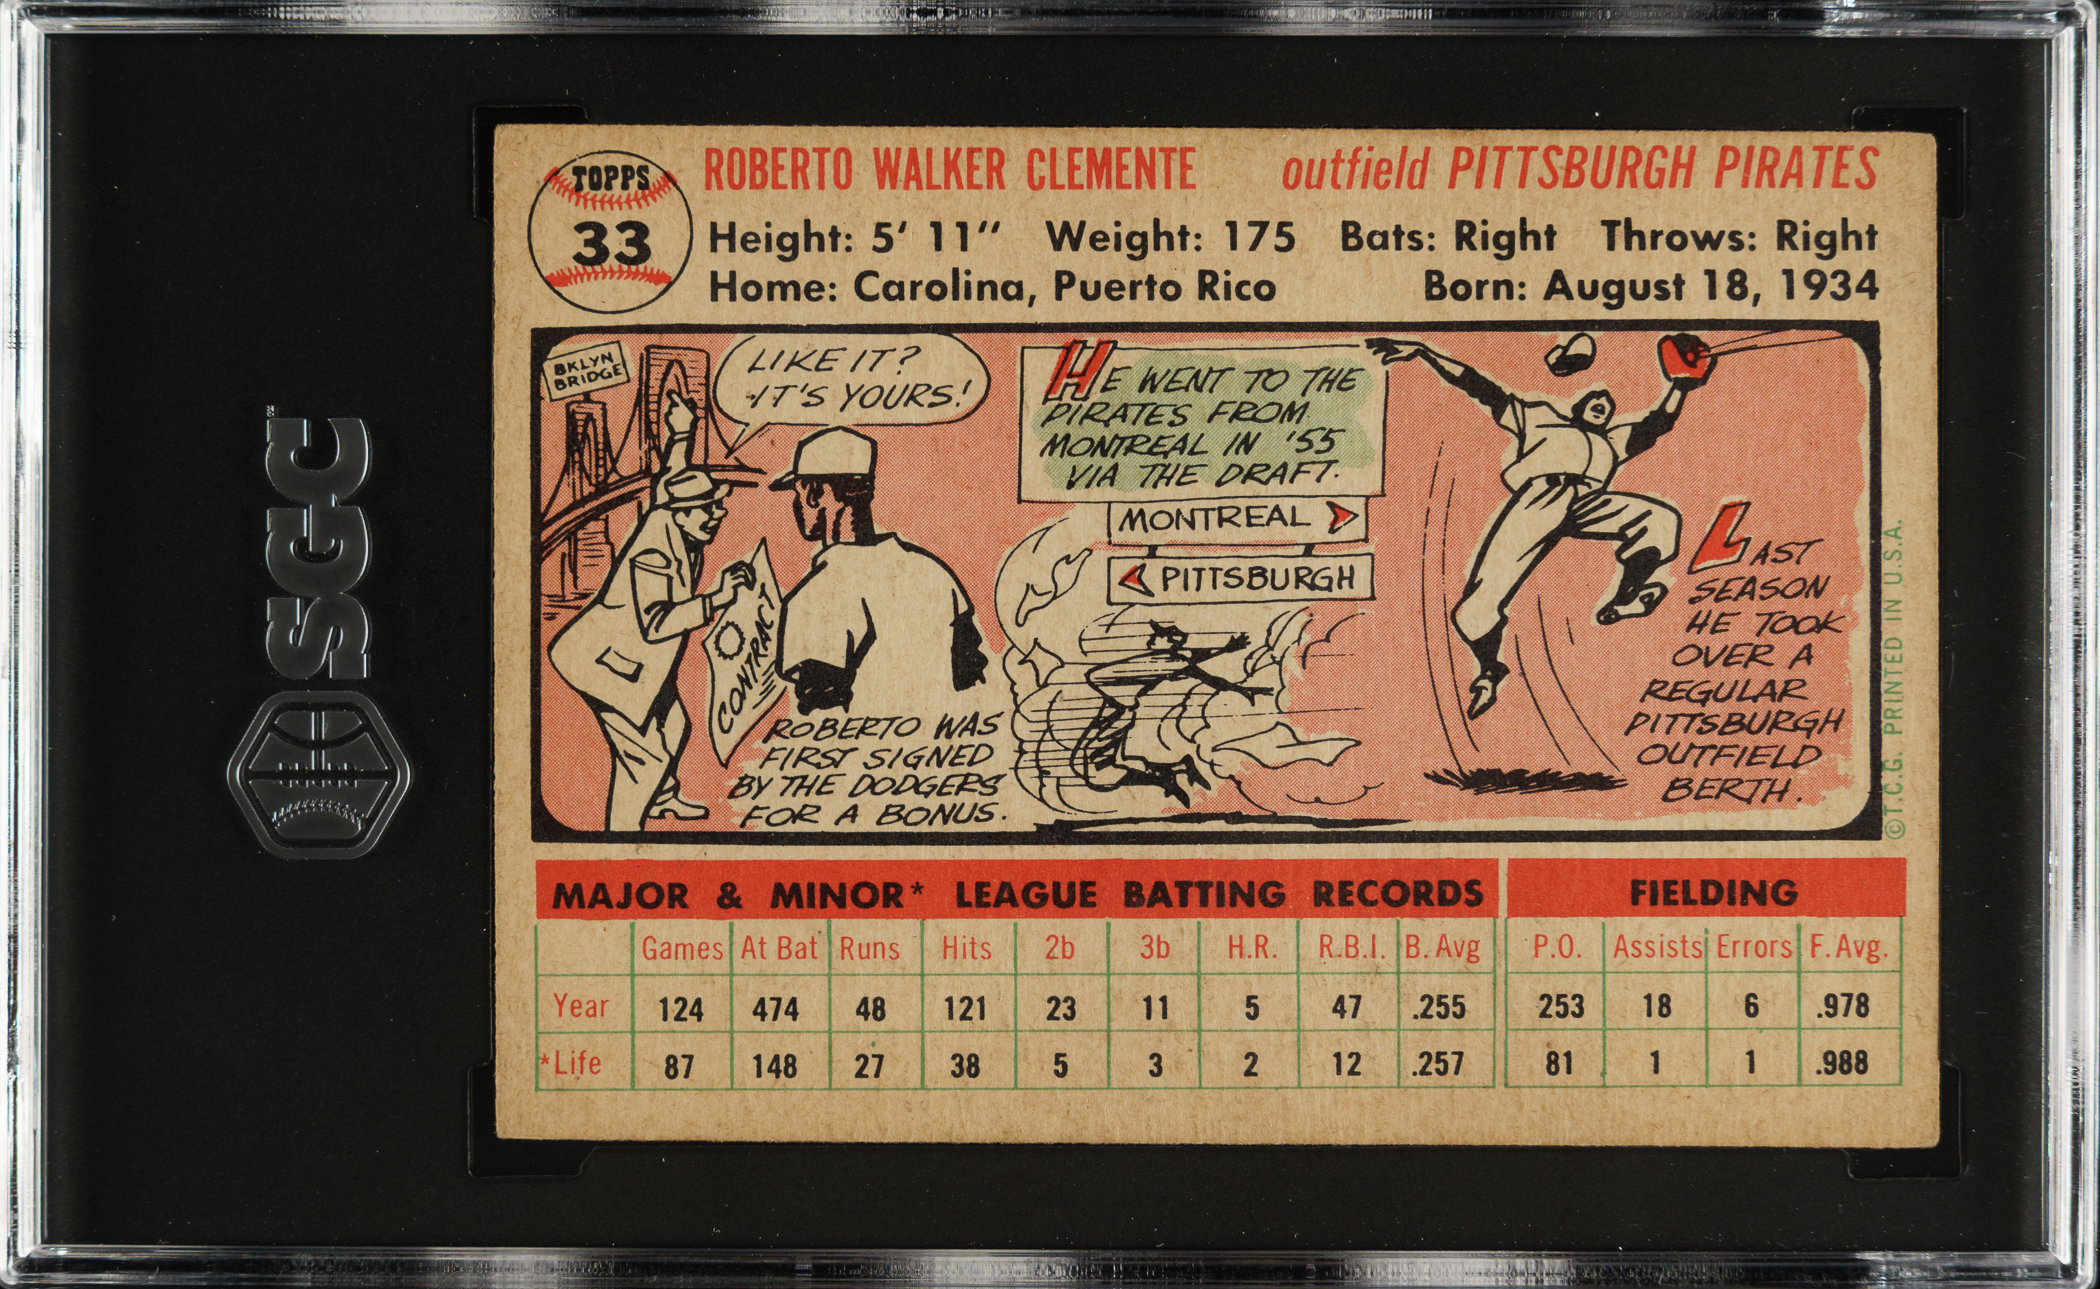 SGC
TM
TOPPS
33
ROBERTO WALKER CLEMENTE outfield PITTSBURGH PIRATES
Height: 5' 11" Weight: 175 Bats: Right Throws: Right
Home: Carolina, Puerto Rico Born: August 18, 1934
BKLYN
BRIDGE
LIKE IT?
IT'S YOURS!
CONTRACT
ROBERTO WAS
FIRST SIGNED
BY THE DODGERS
FOR A BONUS.
HE WENT TO THE
PIRATES FROM
MONTREAL IN '55
VIA THE DRAFT.
MONTREAL
PITTSBURGH
LAST
SEASON
HE TOOK
OVER A
REGULAR
PITTSBURGH
OUTFIELD
BERTH.
©T.C.G. PRINTED IN U.S.A.
MAJOR & MINOR* LEAGUE BATTING RECORDS FIELDING
Games At Bat Runs Hits 2b 3b H.R. R.B.I. B. Avg P.O. Assists Errors F. Avg.
Year 124 474 48 121 23 11 5 47 .255 253 18 6 .978
*Life 87 148 27 38 5 3 2 12 .257 81 1 1 .988